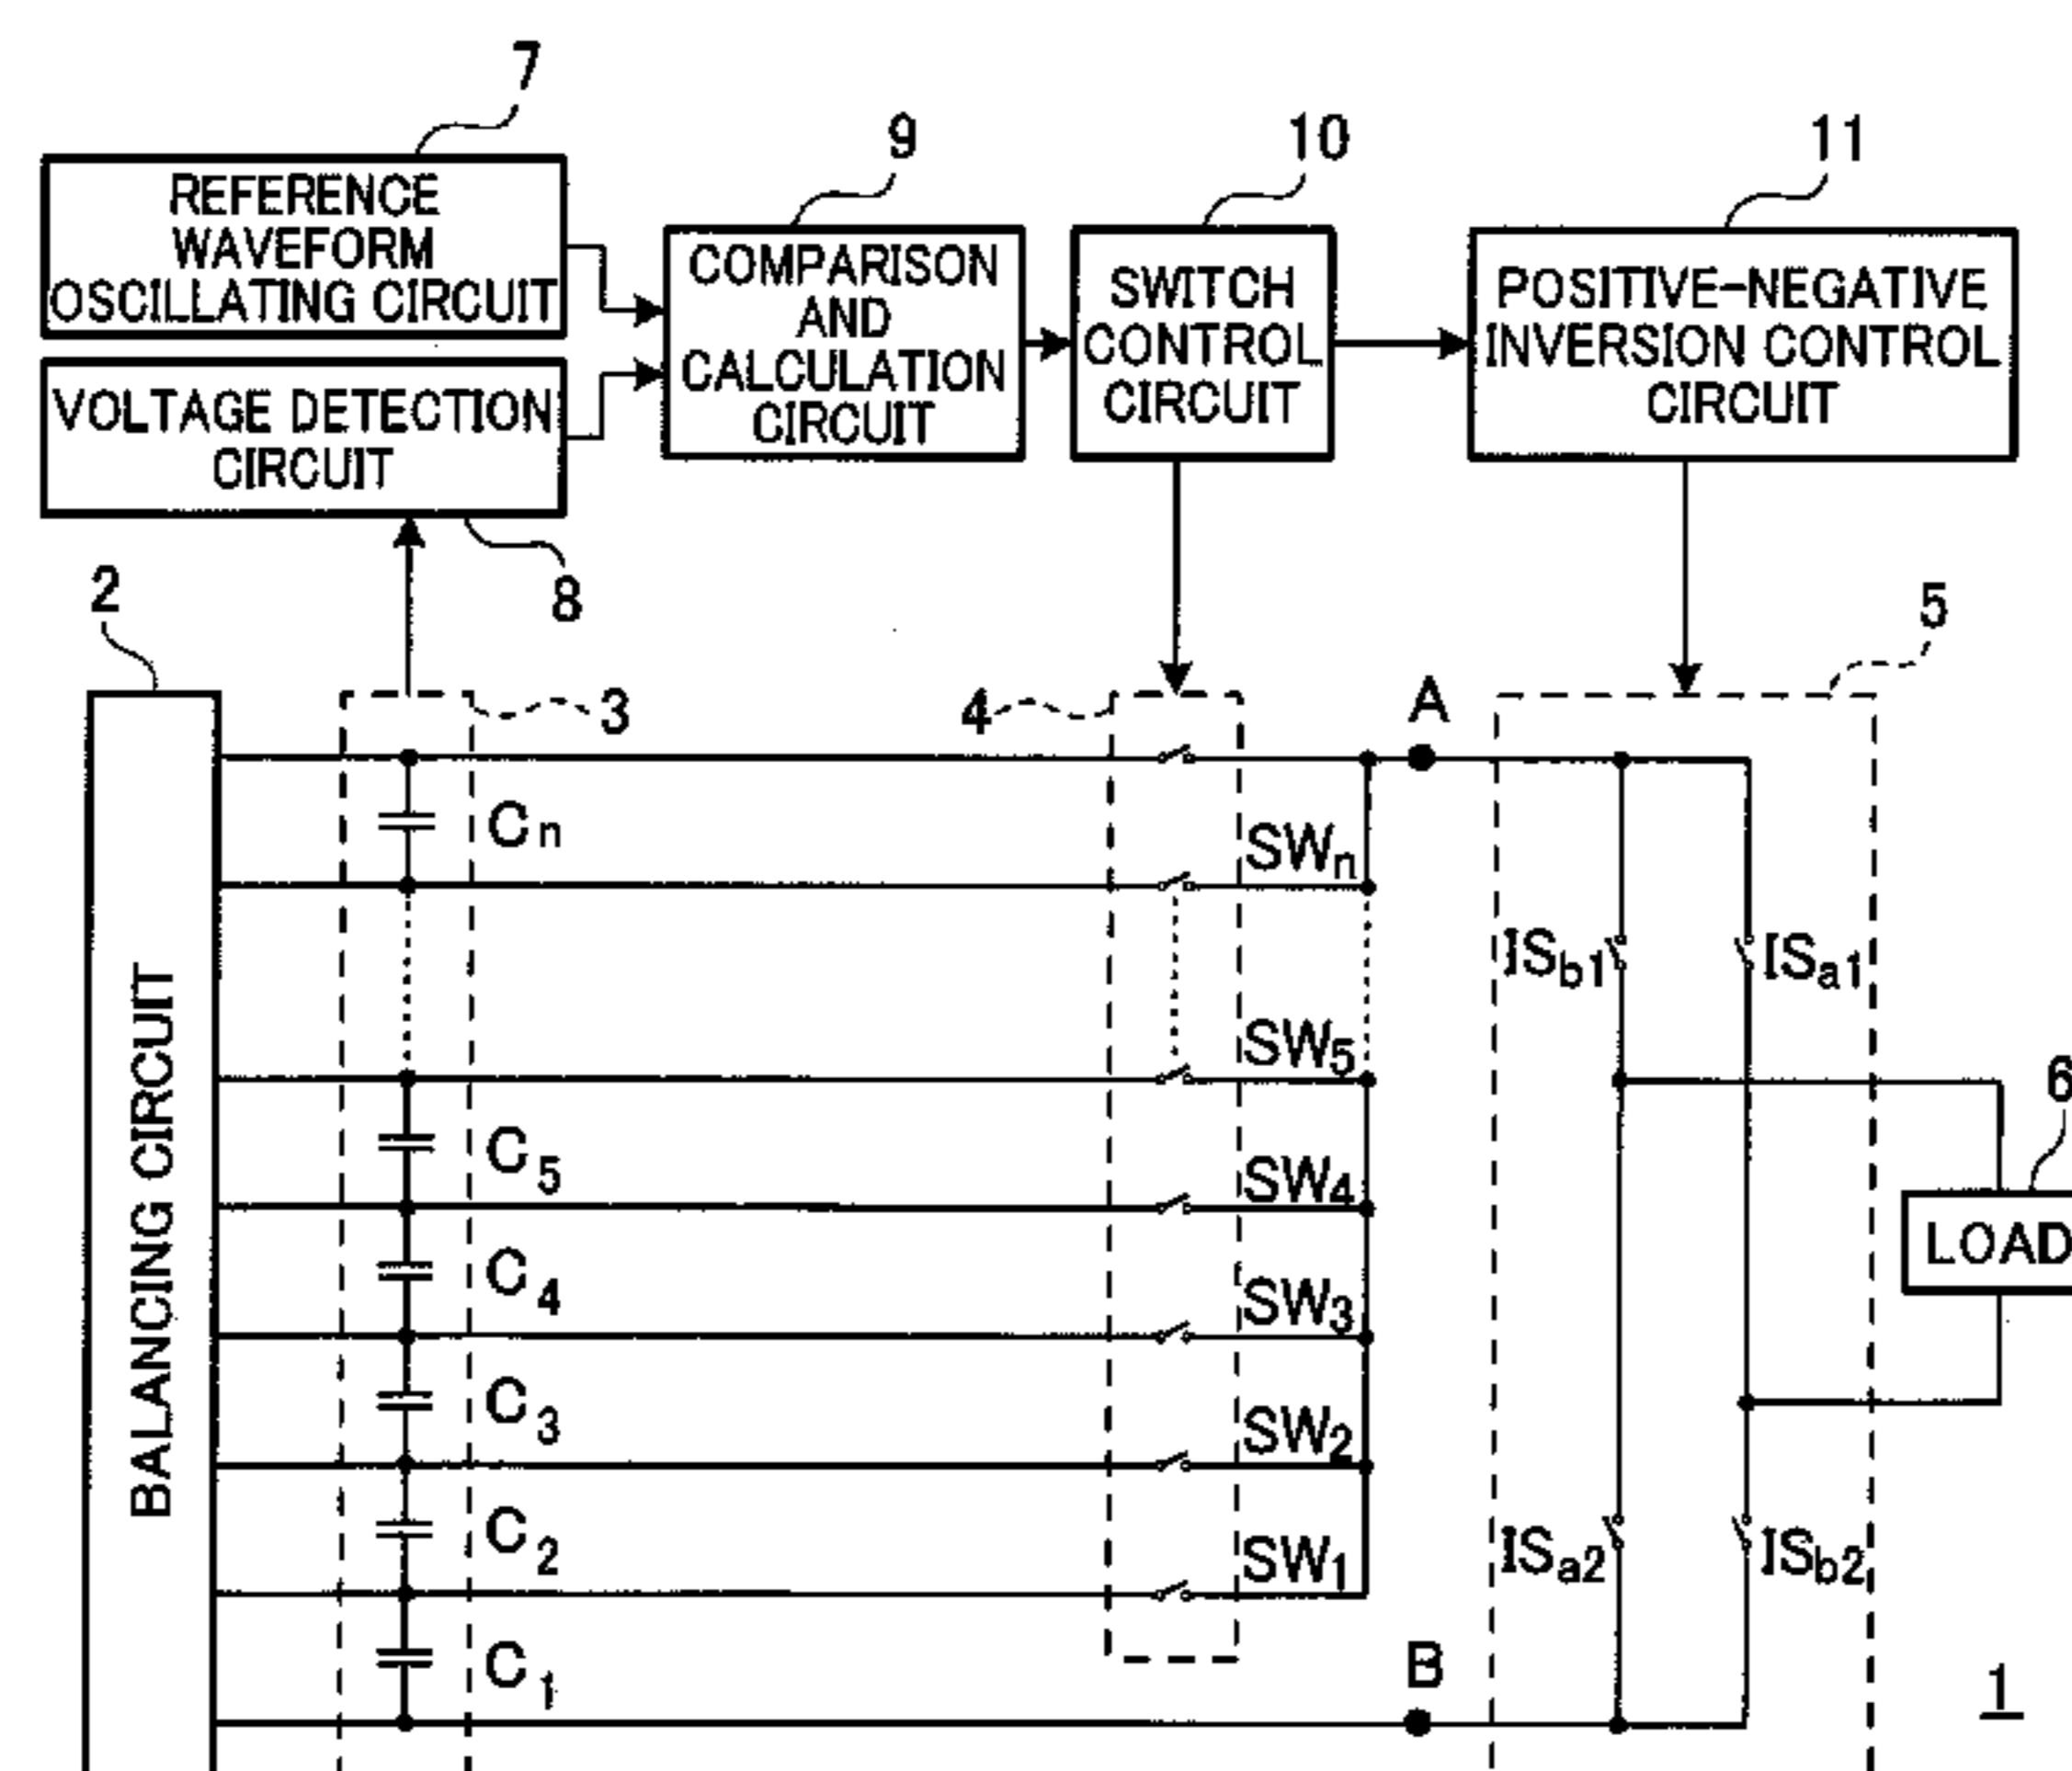 7
9
10
11
REFERENCE
WAVEFORM
OSCILLATING CIRCUIT
COMPARISON
AND
CALCULATION
CIRCUIT
SWITCH
CONTROL
CIRCUIT
POSITIVE-NEGATIVE
INVERSION CONTROL
CIRCUIT
VOLTAGE DETECTION
CIRCUIT
2
8
5
3
4
A
Cn
SWn
ISb1
ISa1
SW5
6
C5
SW4
LOAD
C4
SW3
BALANCING CIRCUIT
C3
SW2
C2
SW1
ISa2
ISb2
C1
B
1